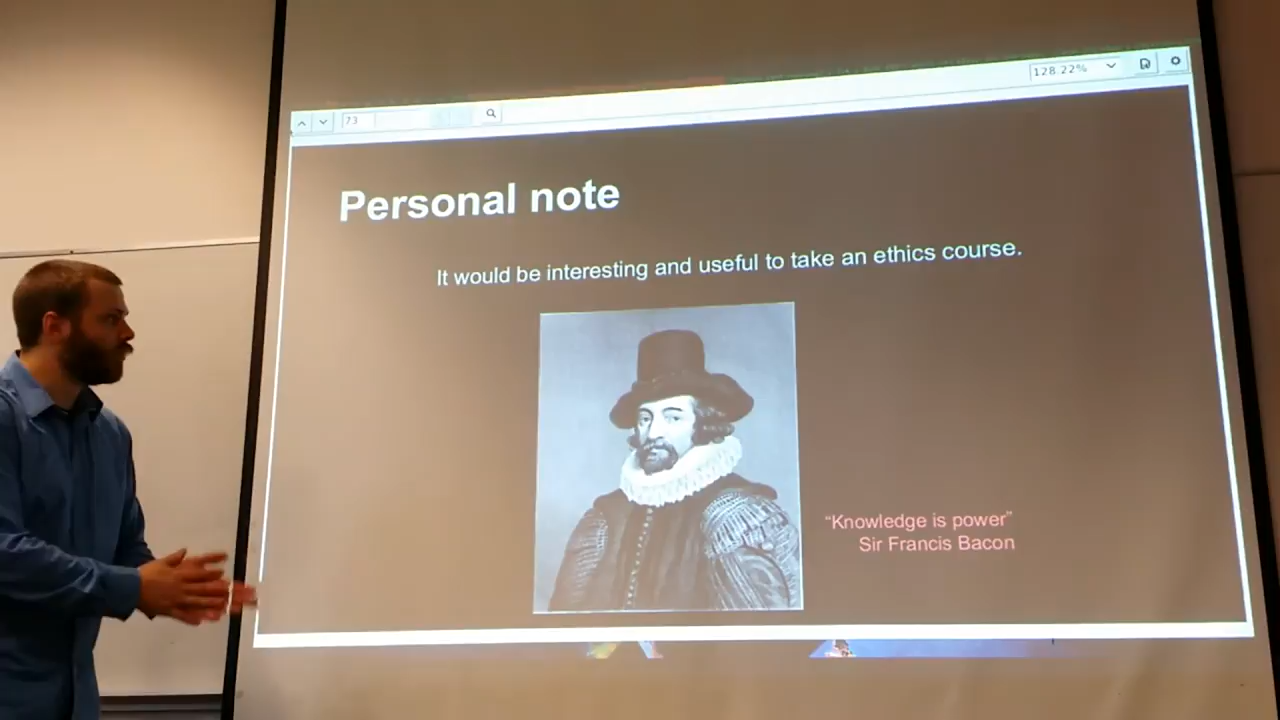 128.22%
73
Personal note
It would be interesting and useful to take an ethics course.
“Knowledge is power”
Sir Francis Bacon